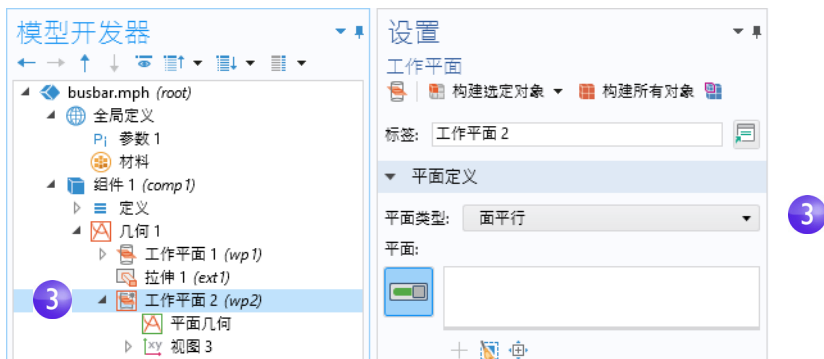 模型开发器
busbar.mph (root)
全局定义
Pi 参数 1
材料
组件 1 (comp1)
定义
几何 1
工作平面 1 (wp1)
拉伸 1 (ext1)
3 工作平面 2 (wp2)
平面几何
xy 视图 3
设置
工作平面
构建选定对象 构建所有对象
标签: 工作平面 2
平面定义
平面类型: 面平行
3
平面: